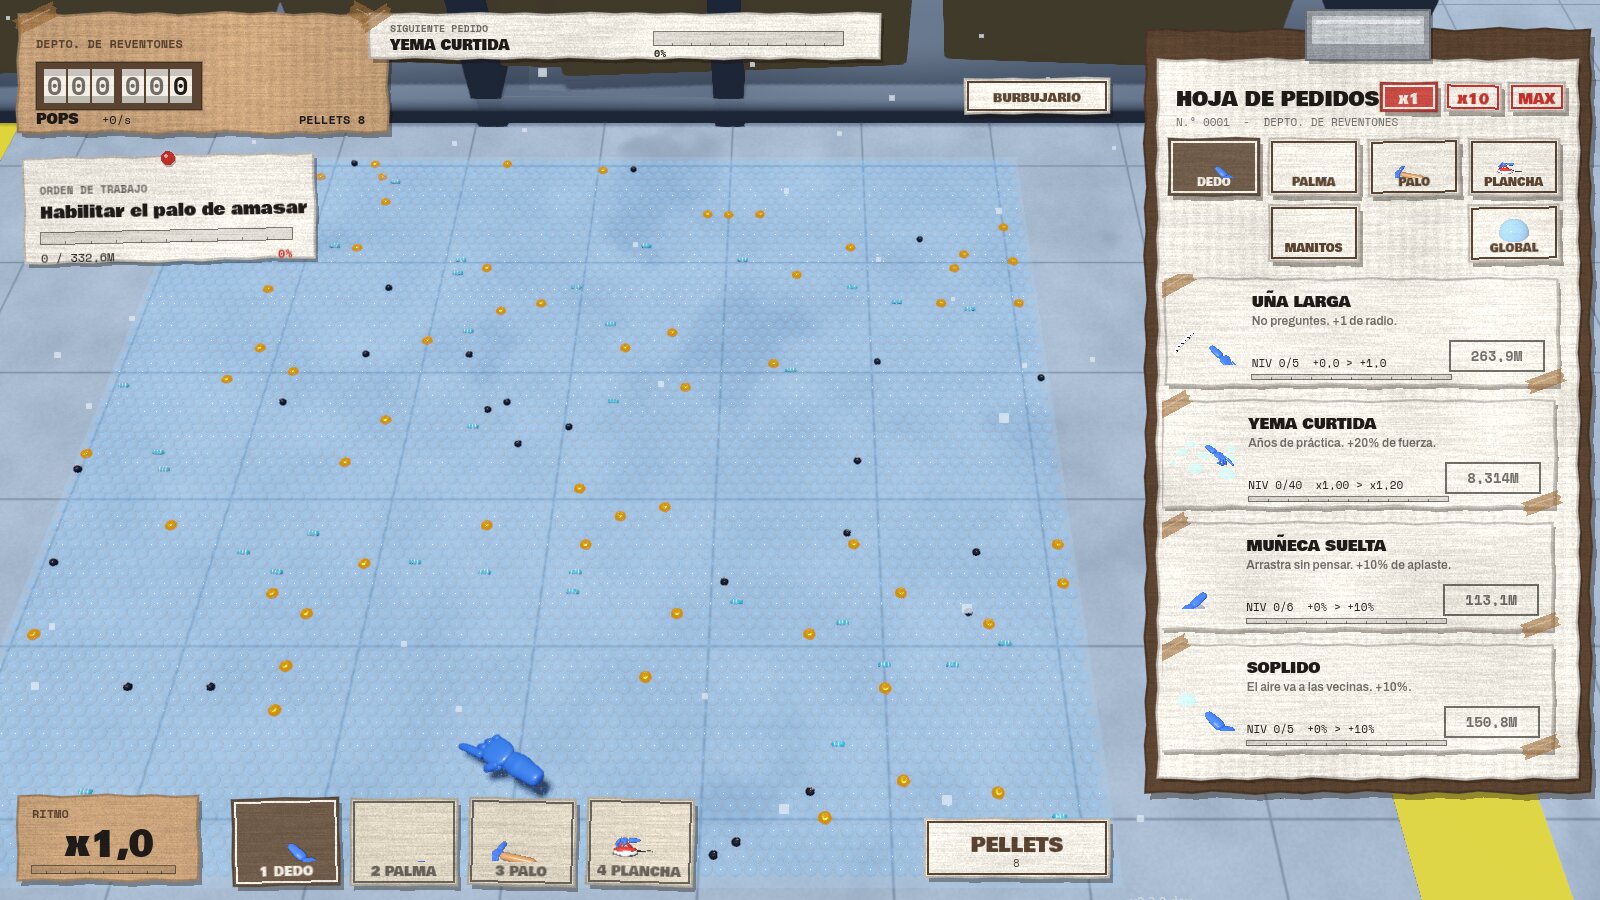 DEPTO. DE REVENTONES
000 000
POPS +0/s PELLETS 8
SIGUIENTE PEDIDO
YEMA CURTIDA
0%
BURBUJARIO
ORDEN DE TRABAJO
Habilitar el palo de amasar
0 / 332,6M 0%
HOJA DE PEDIDOS x1 x10 MAX
N.° 0001 - DEPTO. DE REVENTONES
DEDO PALMA PALO PLANCHA
MANITOS GLOBAL
UÑA LARGA
No preguntes. +1 de radio.
NIV 0/5 +0,0 > +1,0 263,9M
YEMA CURTIDA
Años de práctica. +20% de fuerza.
NIV 0/40 x1,00 > x1,20 8,314M
MUÑECA SUELTA
Arrastra sin pensar. +10% de aplaste.
NIV 0/6 +0% > +10% 113,1M
SOPLIDO
El aire va a las vecinas. +10%.
NIV 0/5 +0% > +10% 150,8M
RITMO
x1,0
1 DEDO 2 PALMA 3 PALO 4 PLANCHA
PELLETS
8